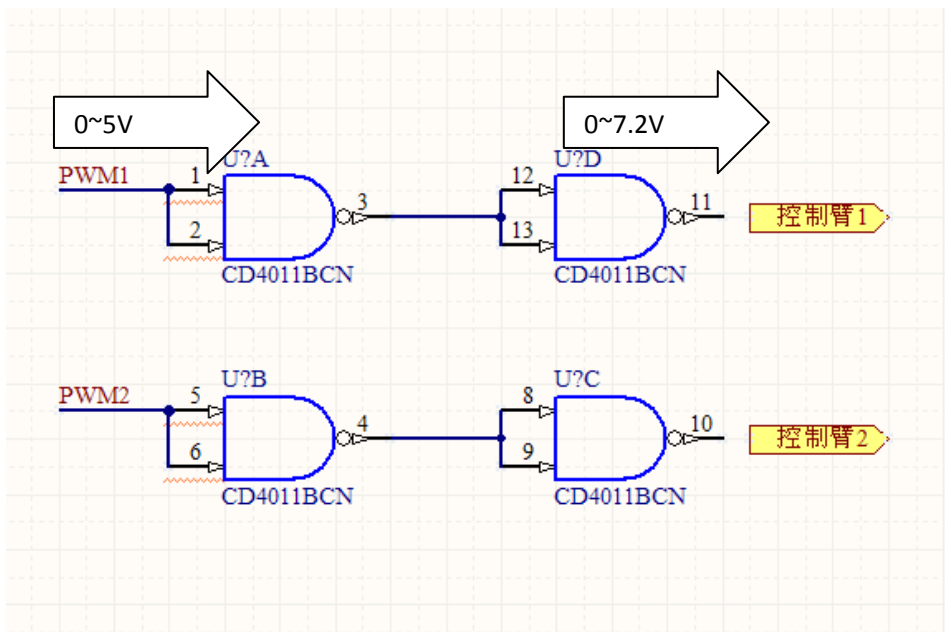 0~5V
0~7.2V
U?A
U?D
PWM1
1
2
3
12
13
11
控制臂1
CD4011BCN
CD4011BCN
U?B
U?C
PWM2
5
6
4
8
9
10
控制臂2
CD4011BCN
CD4011BCN